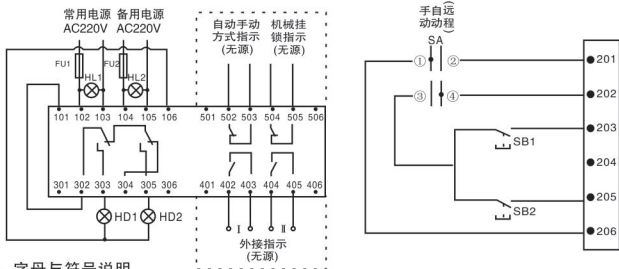 常用电源 备用电源
AC220V AC220V
自动手动 机械挂
方式指示 锁指示
(无源) (无源)
FU1 FU2
HL1 HL2
101 102 103 104 105 106
501 502 503 504 505 506
301 302 303 304 305 306
401 402 403 404 405 406
HD1 HD2
I II
外接指示
(无源)
字母与符号说明
手自(远
动动程)
SA
① ②
③ ④
SB1
SB2
201
202
203
204
205
206